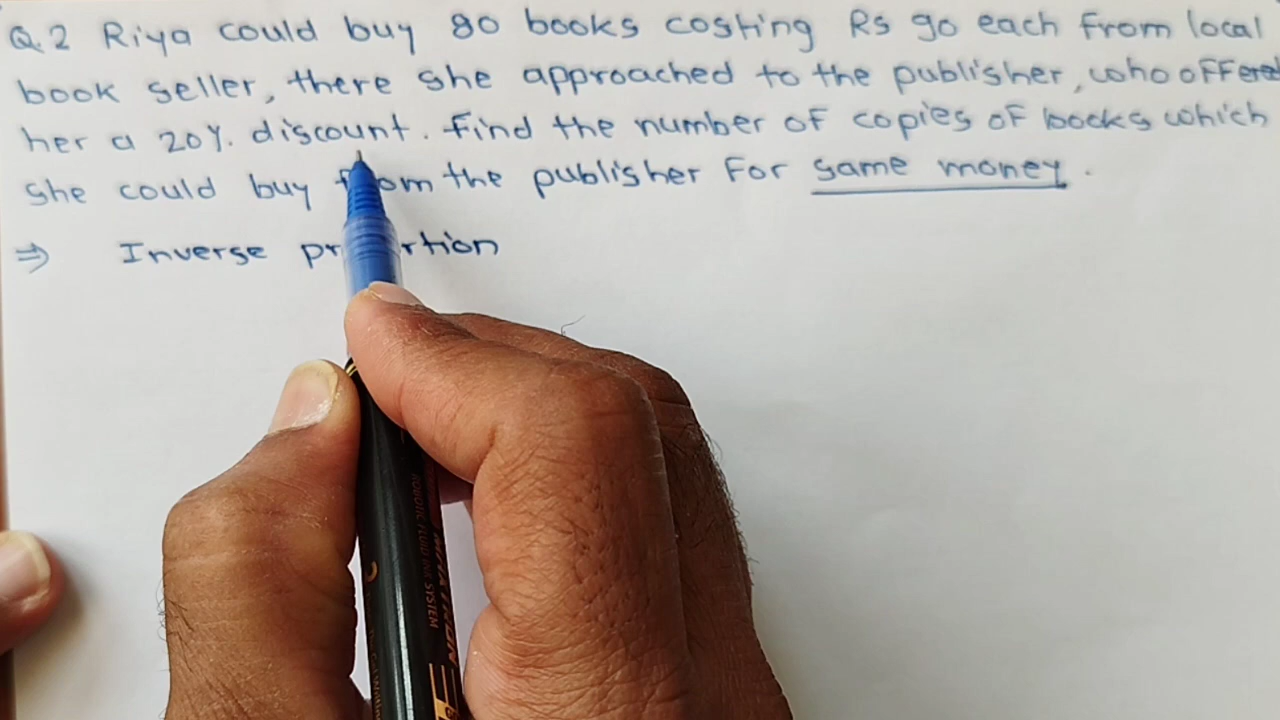 Q.2 Riya could buy 80 books costing Rs 90 each from local
book seller, there she approached to the publisher, who offered
her a 20%. discount. Find the number of copies of books which
she could buy from the publisher for same money.
⇒ Inverse